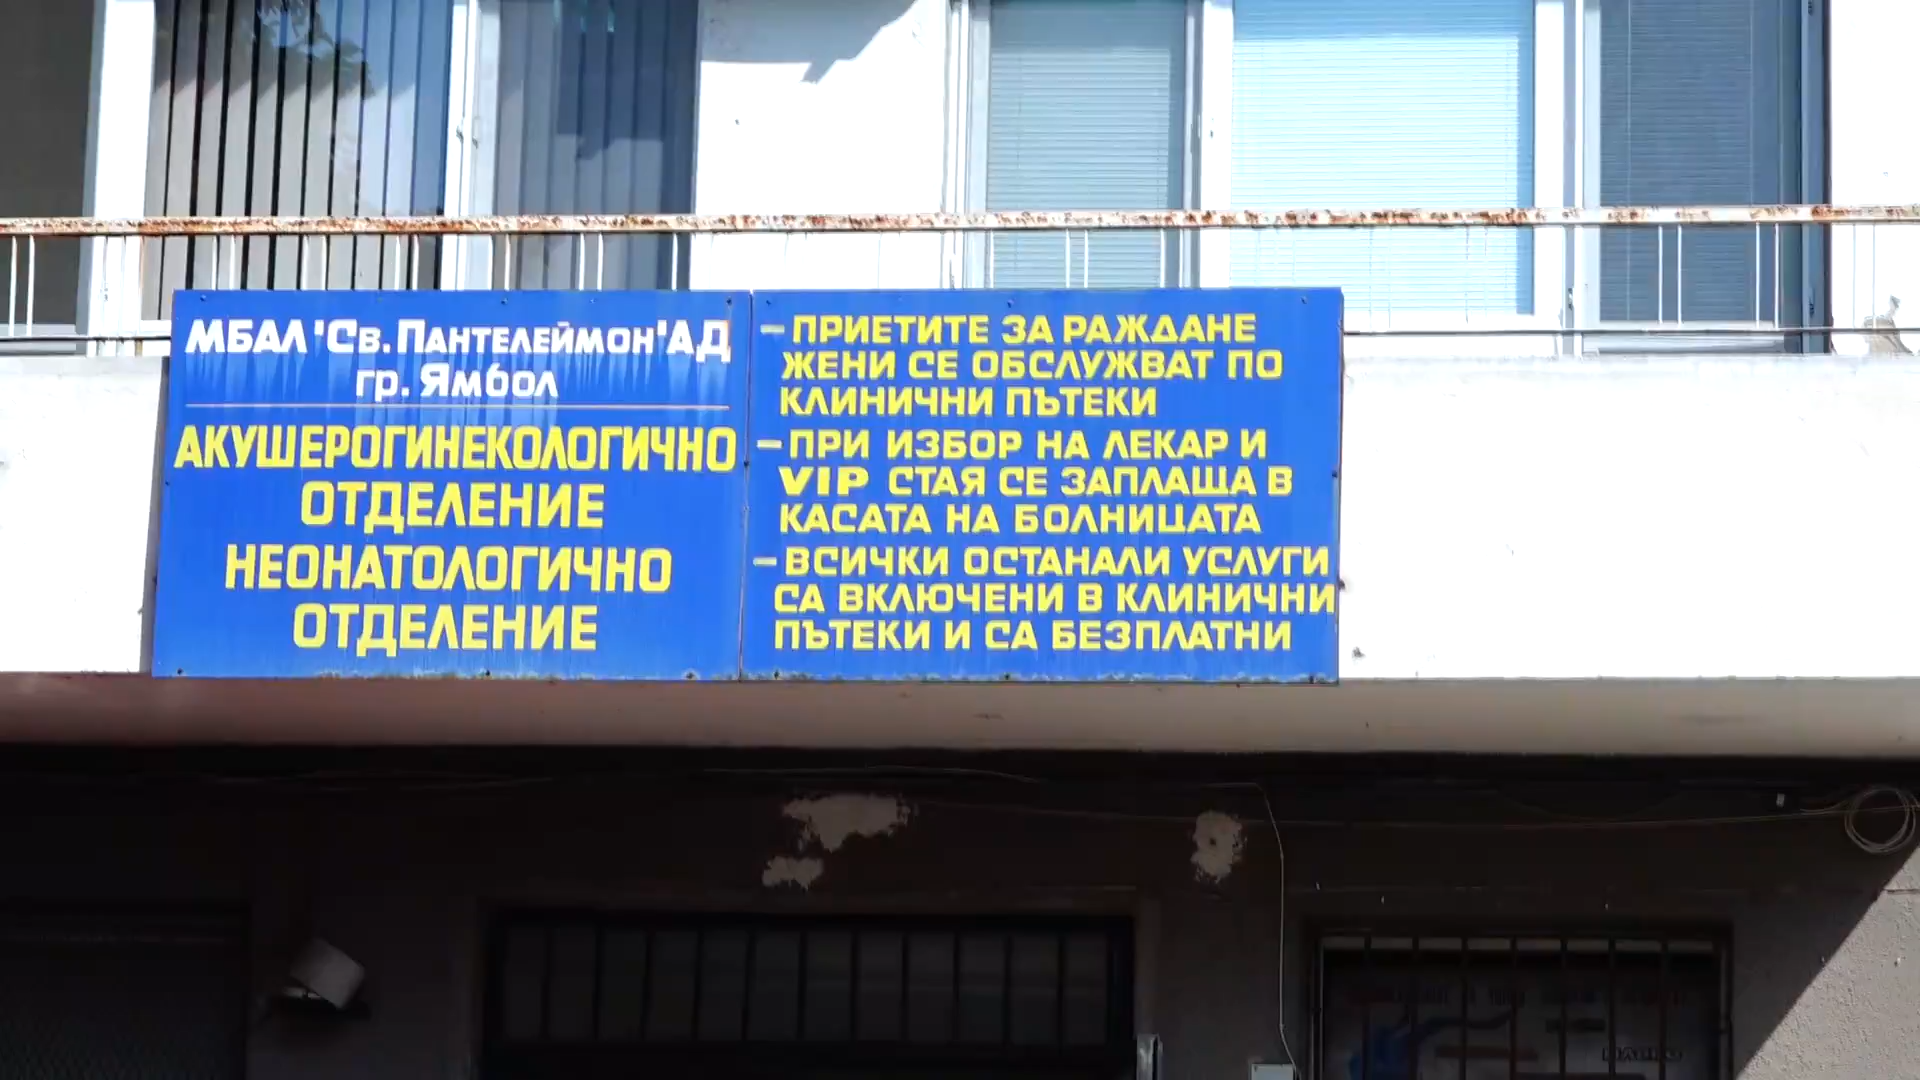 МБАЛ "Св. Пантелеймон" АД
гр. Ямбол
АКУШЕРОГИНЕКОЛОГИЧНО
ОТДЕЛЕНИЕ
НЕОНАТОЛОГИЧНО
ОТДЕЛЕНИЕ
- ПРИЕТИТЕ ЗА РАЖДАНЕ
ЖЕНИ СЕ ОБСЛУЖВАТ ПО
КЛИНИЧНИ ПЪТЕКИ
- ПРИ ИЗБОР НА ЛЕКАР И
VIP СТАЯ СЕ ЗАПЛАЩА В
КАСАТА НА БОЛНИЦАТА
- ВСИЧКИ ОСТАНАЛИ УСЛУГИ
СА ВКЛЮЧЕНИ В КЛИНИЧНИ
ПЪТЕКИ И СА БЕЗПЛАТНИ